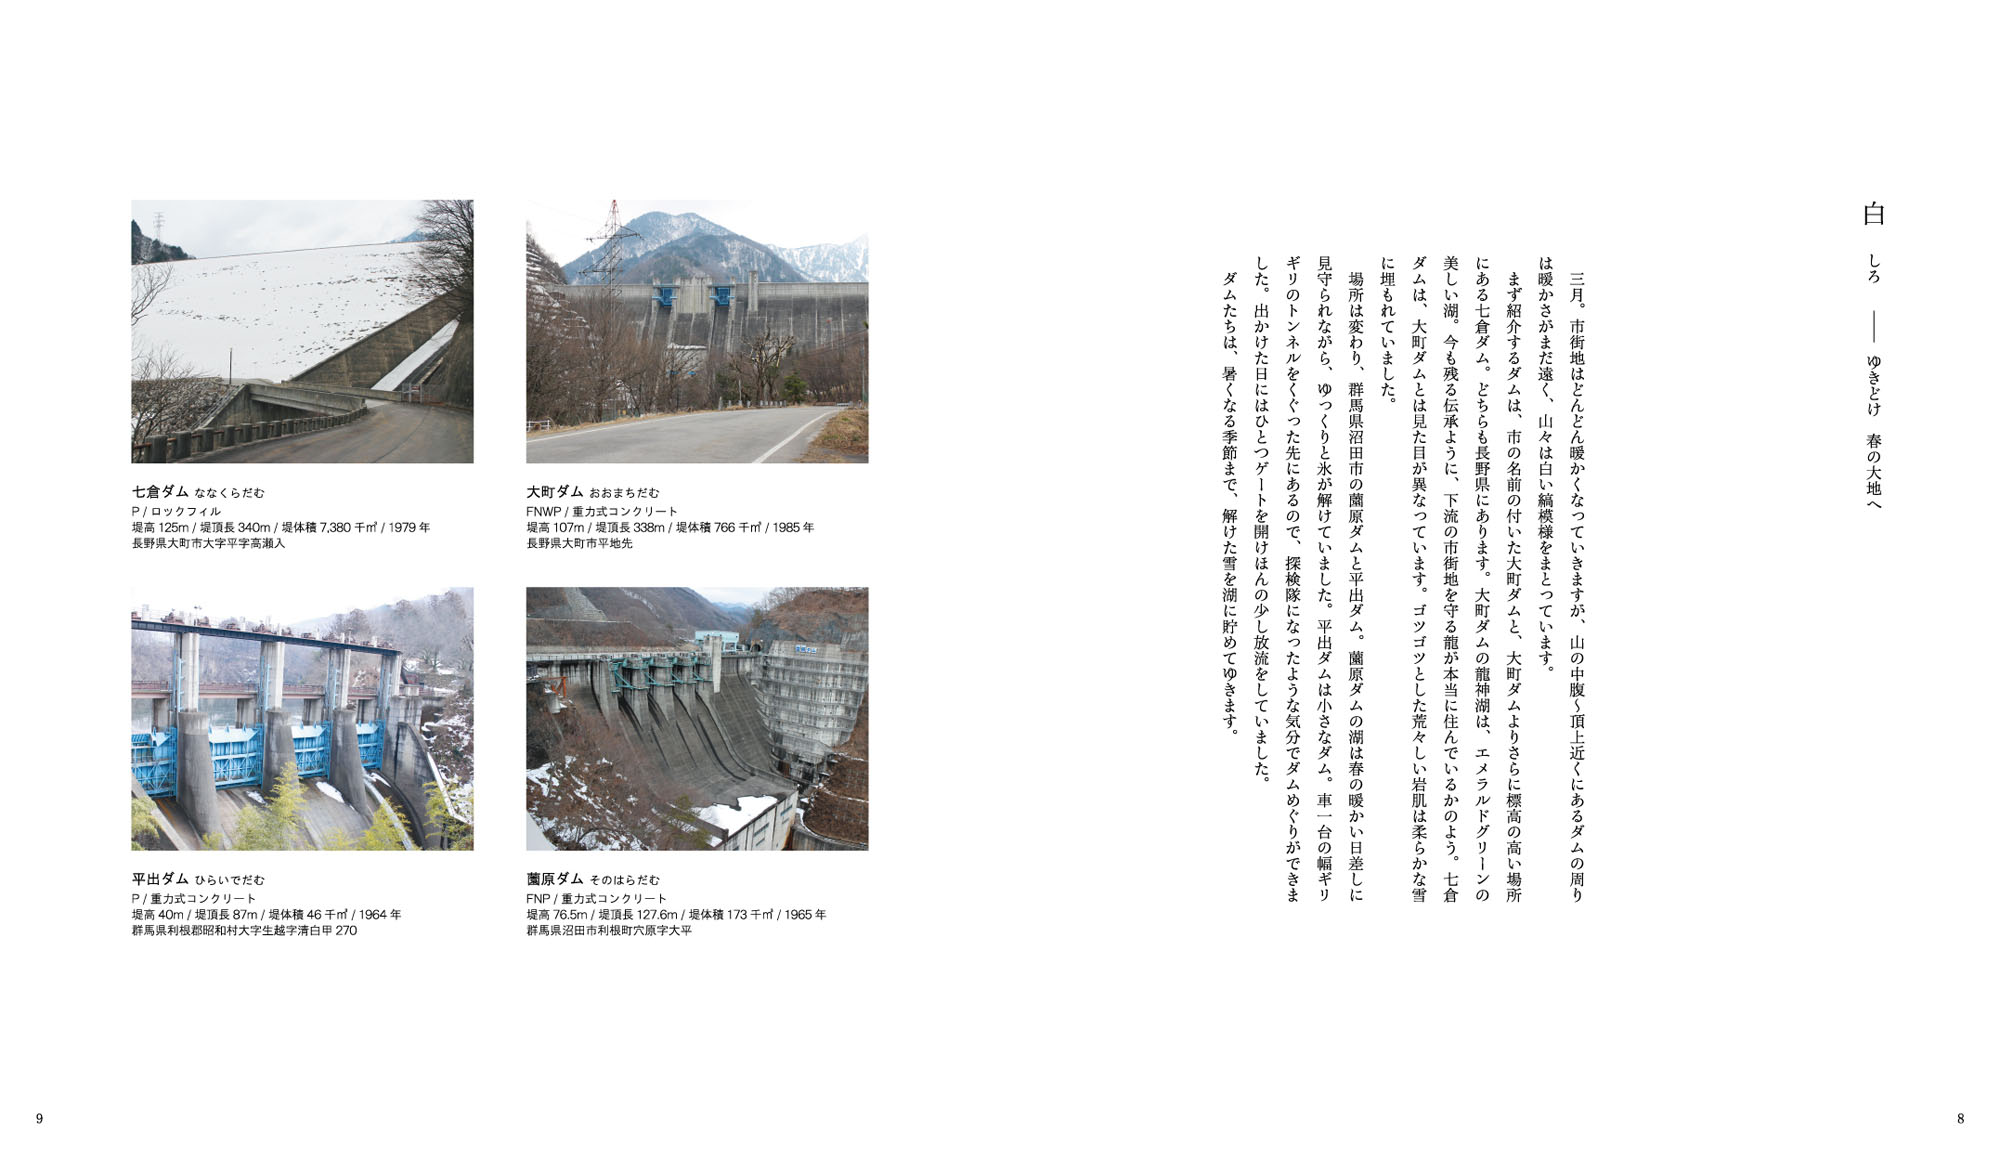 白 しろ ―― ゆきどけ 春の大地へ
三月。市街地はどんどん暖かくなっていきますが、山の中腹~頂上近くにあるダムの周り
は暖かさがまだ遠く、山々は白い縞模様をまとっています。
まず紹介するダムは、市の名前の付いた大町ダムと、大町ダムよりさらに標高の高い場所
にある七倉ダム。どちらも長野県にあります。大町ダムの龍神湖は、エメラルドグリーンの
美しい湖。今も残る伝承ように、下流の市街地を守る龍が本当に住んでいるかのよう。七倉
ダムは、大町ダムとは見た目が異なっています。ゴツゴツとした荒々しい岩肌は柔らかな雪
に埋もれていました。
場所は変わり、群馬県沼田市の薗原ダムと平出ダム。薗原ダムの湖は春の暖かい日差しに
見守られながら、ゆっくりと氷が解けていました。平出ダムは小さなダム。車一台の幅ギリ
ギリのトンネルをくぐった先にあるので、探検隊になったような気分でダムめぐりができま
した。出かけた日にはひとつゲートを開けほんの少し放流をしていました。
ダムたちは、暑くなる季節まで、解けた雪を湖に貯めてゆきます。
8
大町ダム おおまちだむ
FNWP / 重力式コンクリート
堤高 107m / 堤頂長 338m / 堤体積 766 千㎥ / 1985 年
長野県大町市平地先
七倉ダム ななくらだむ
P / ロックフィル
堤高 125m / 堤頂長 340m / 堤体積 7,380 千㎥ / 1979 年
長野県大町市大字平字高瀬入
薗原ダム そのはらだむ
FNP / 重力式コンクリート
堤高 76.5m / 堤頂長 127.6m / 堤体積 173 千㎥ / 1965 年
群馬県沼田市利根町穴原字大平
平出ダム ひらいでだむ
P / 重力式コンクリート
堤高 40m / 堤頂長 87m / 堤体積 46 千㎥ / 1964 年
群馬県利根郡昭和村大字生越字清白甲 270
9